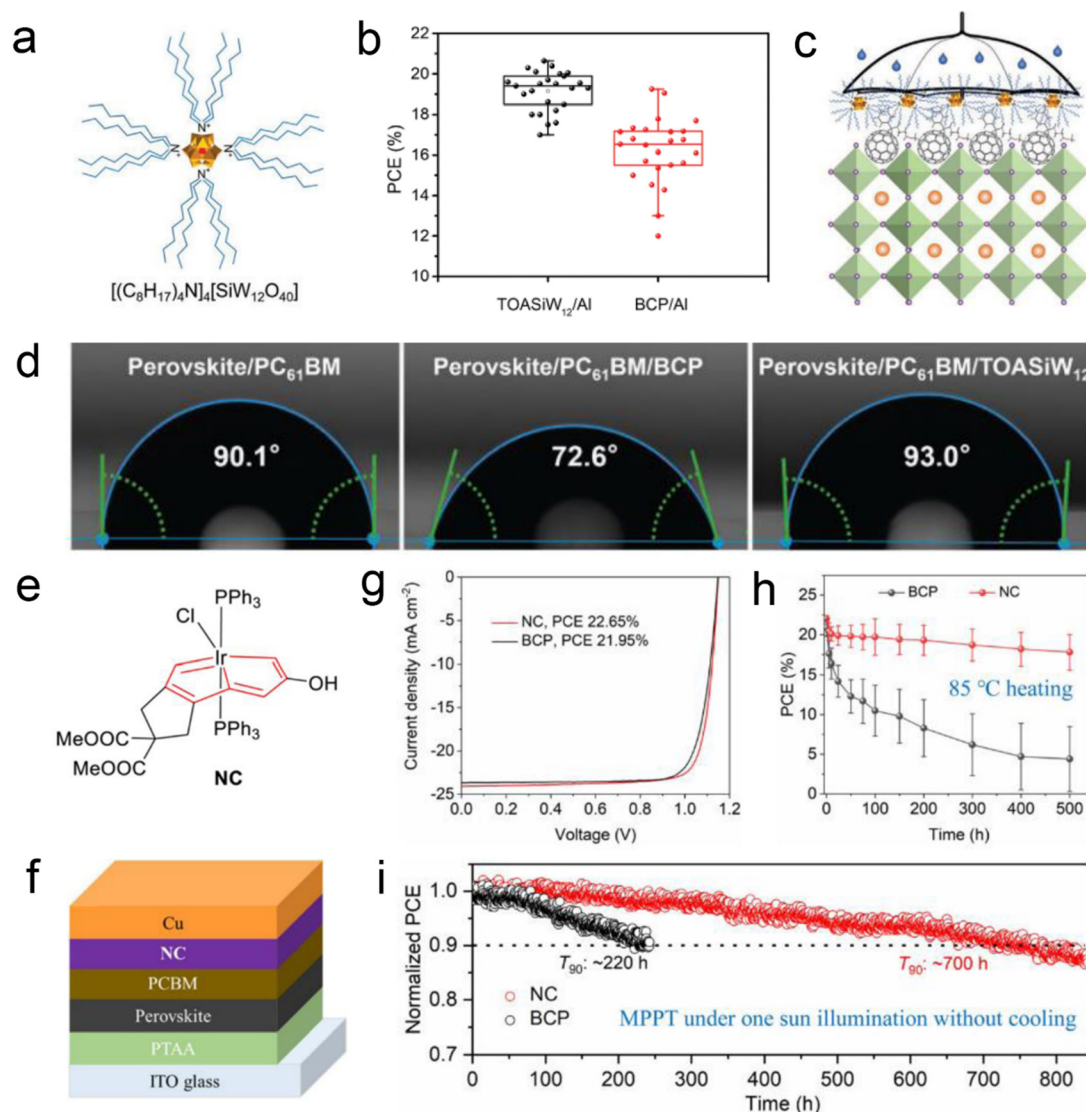 a
N⁺
N⁺
N⁺
N⁺
[(C₈H₁₇)₄N]₄[SiW₁₂O₄₀]
b
PCE (%)
22
20
18
16
14
12
10
TOASiW₁₂/Al
BCP/Al
c
d
Perovskite/PC₆₁BM
90.1°
Perovskite/PC₆₁BM/BCP
72.6°
Perovskite/PC₆₁BM/TOASiW₁₂
93.0°
e
PPh₃
Cl
Ir
OH
PPh₃
MeOOC
MeOOC
NC
g
Current density (mA cm⁻²)
0
-5
-10
-15
-20
-25
NC, PCE 22.65%
BCP, PCE 21.95%
0.0
0.2
0.4
0.6
0.8
1.0
1.2
Voltage (V)
h
PCE (%)
25
20
15
10
5
0
BCP
NC
85 °C heating
0
100
200
300
400
500
Time (h)
f
Cu
NC
PCBM
Perovskite
PTAA
ITO glass
i
Normalized PCE
1.0
0.9
0.8
0.7
T₉₀: ~220 h
T₉₀: ~700 h
NC
BCP
MPPT under one sun illumination without cooling
0
100
200
300
400
500
600
700
800
Time (h)